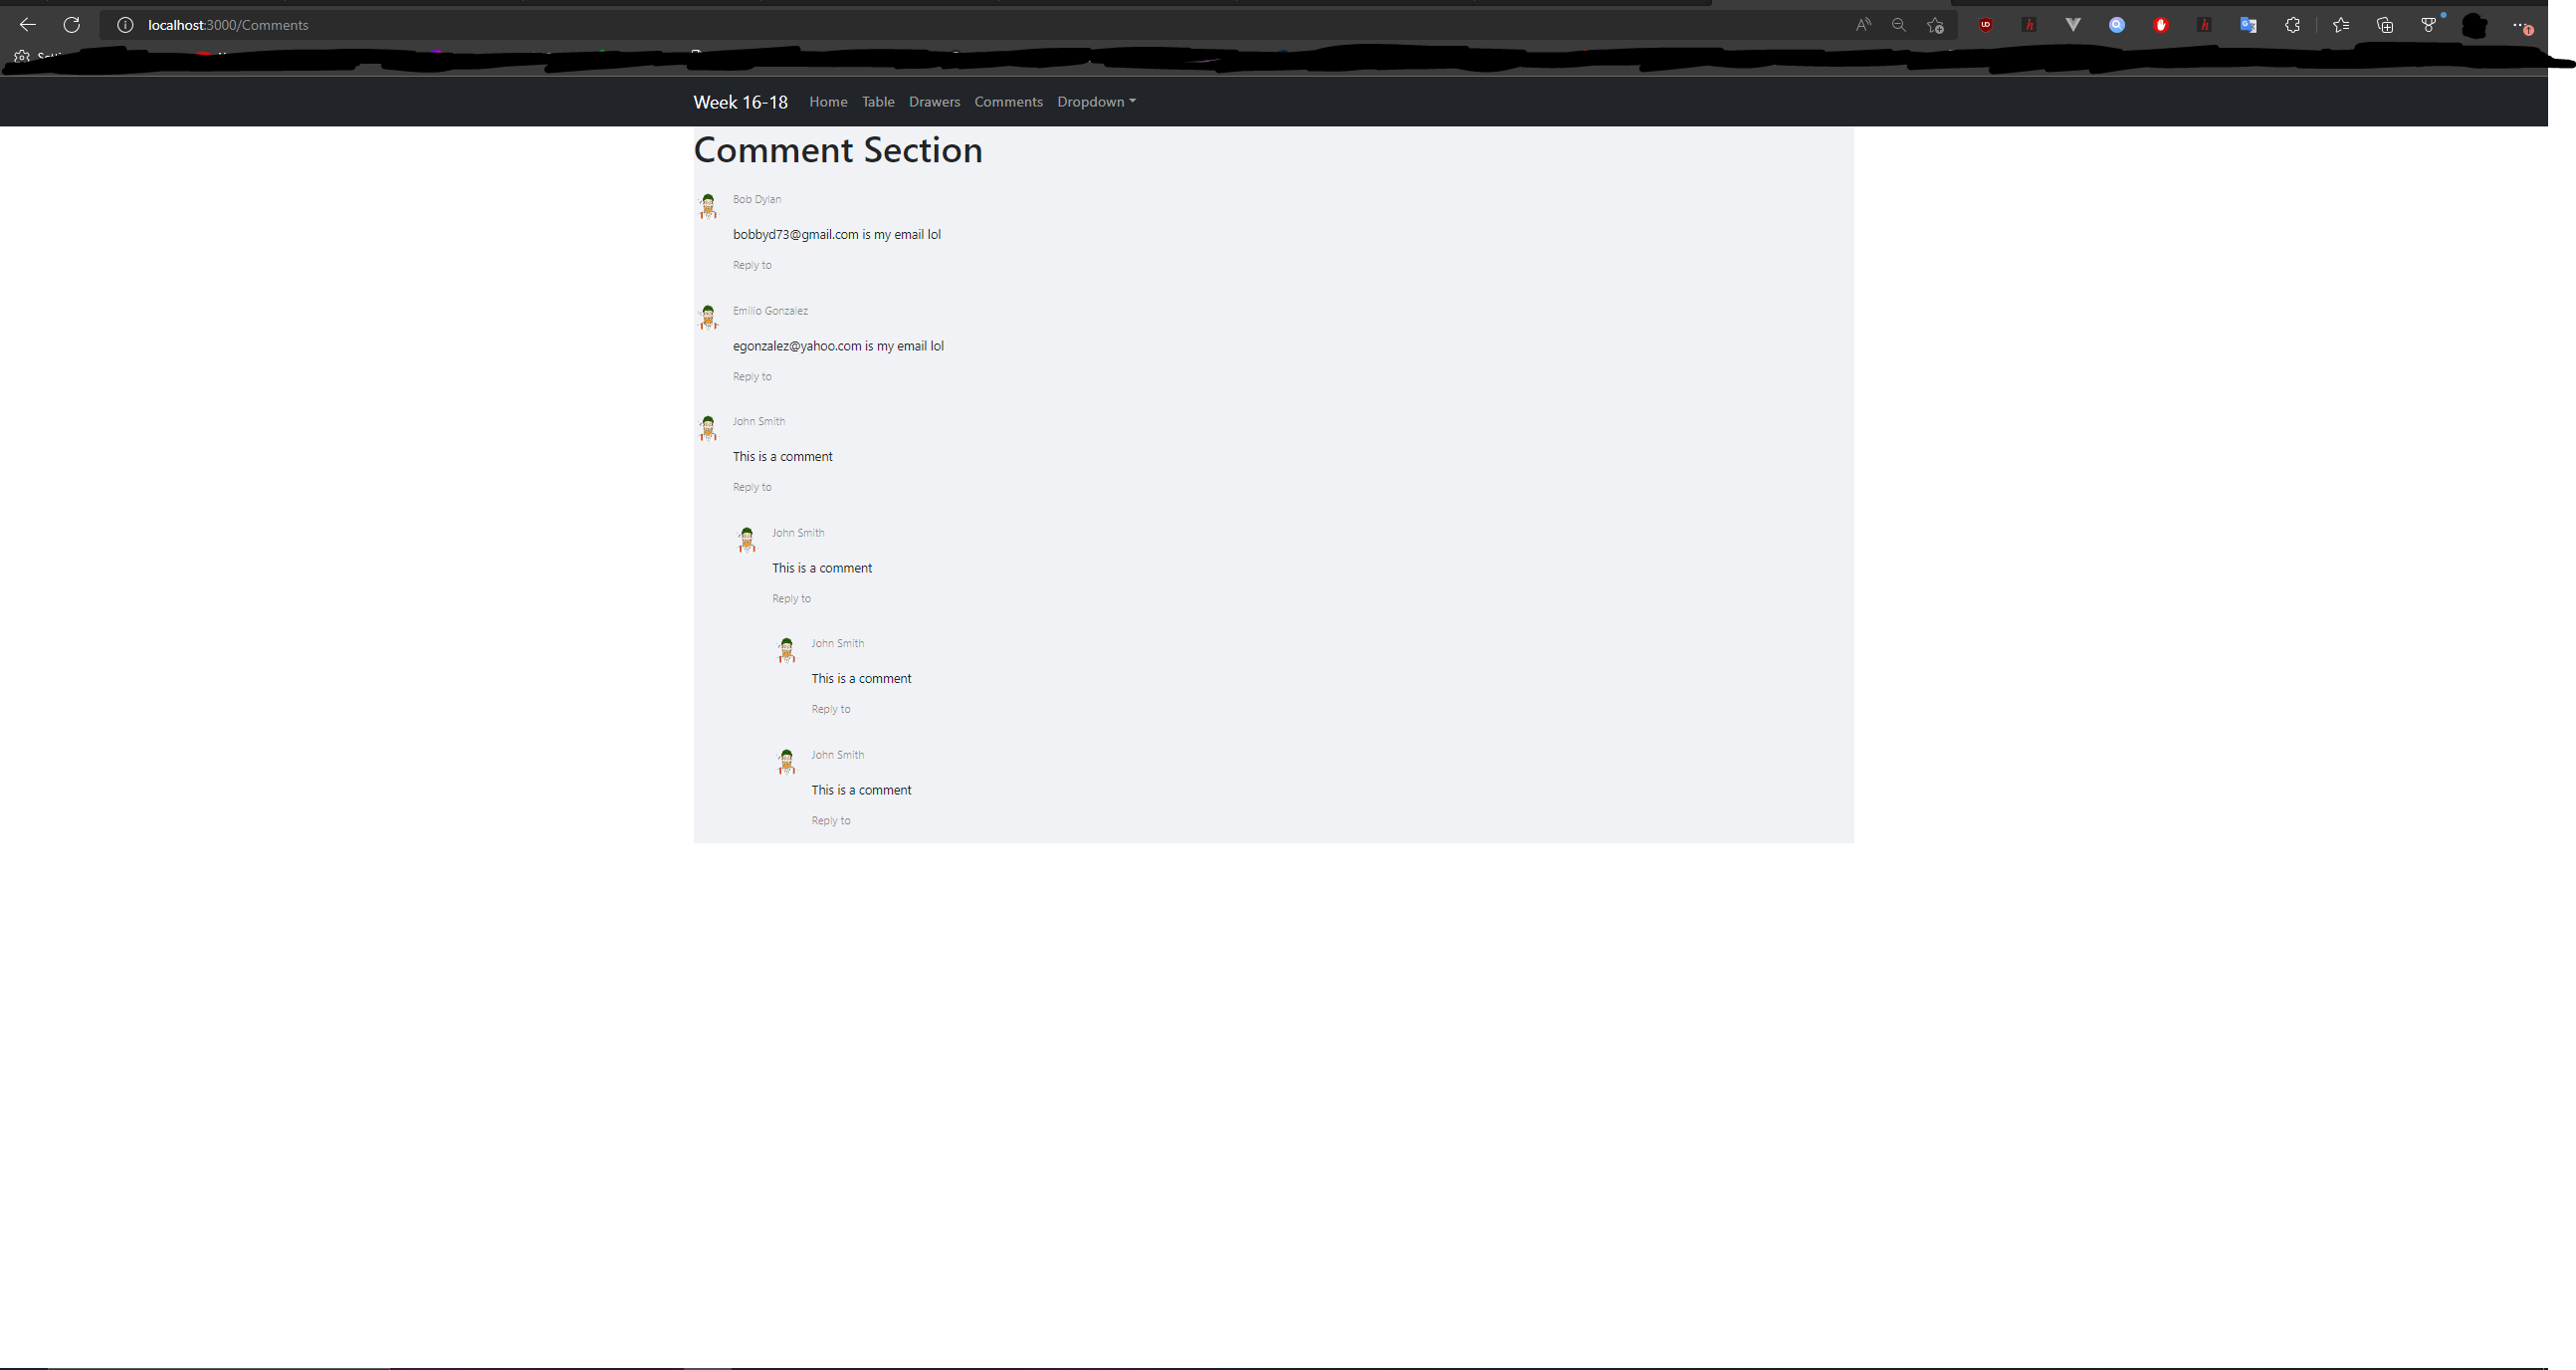 localhost:3000/Comments
Week 16-18 Home Table Drawers Comments Dropdown
Comment Section
Bob Dylan
bobbyd73@gmail.com is my email lol
Reply to
Emilio Gonzalez
egonzalez@yahoo.com is my email lol
Reply to
John Smith
This is a comment
Reply to
John Smith
This is a comment
Reply to
John Smith
This is a comment
Reply to
John Smith
This is a comment
Reply to